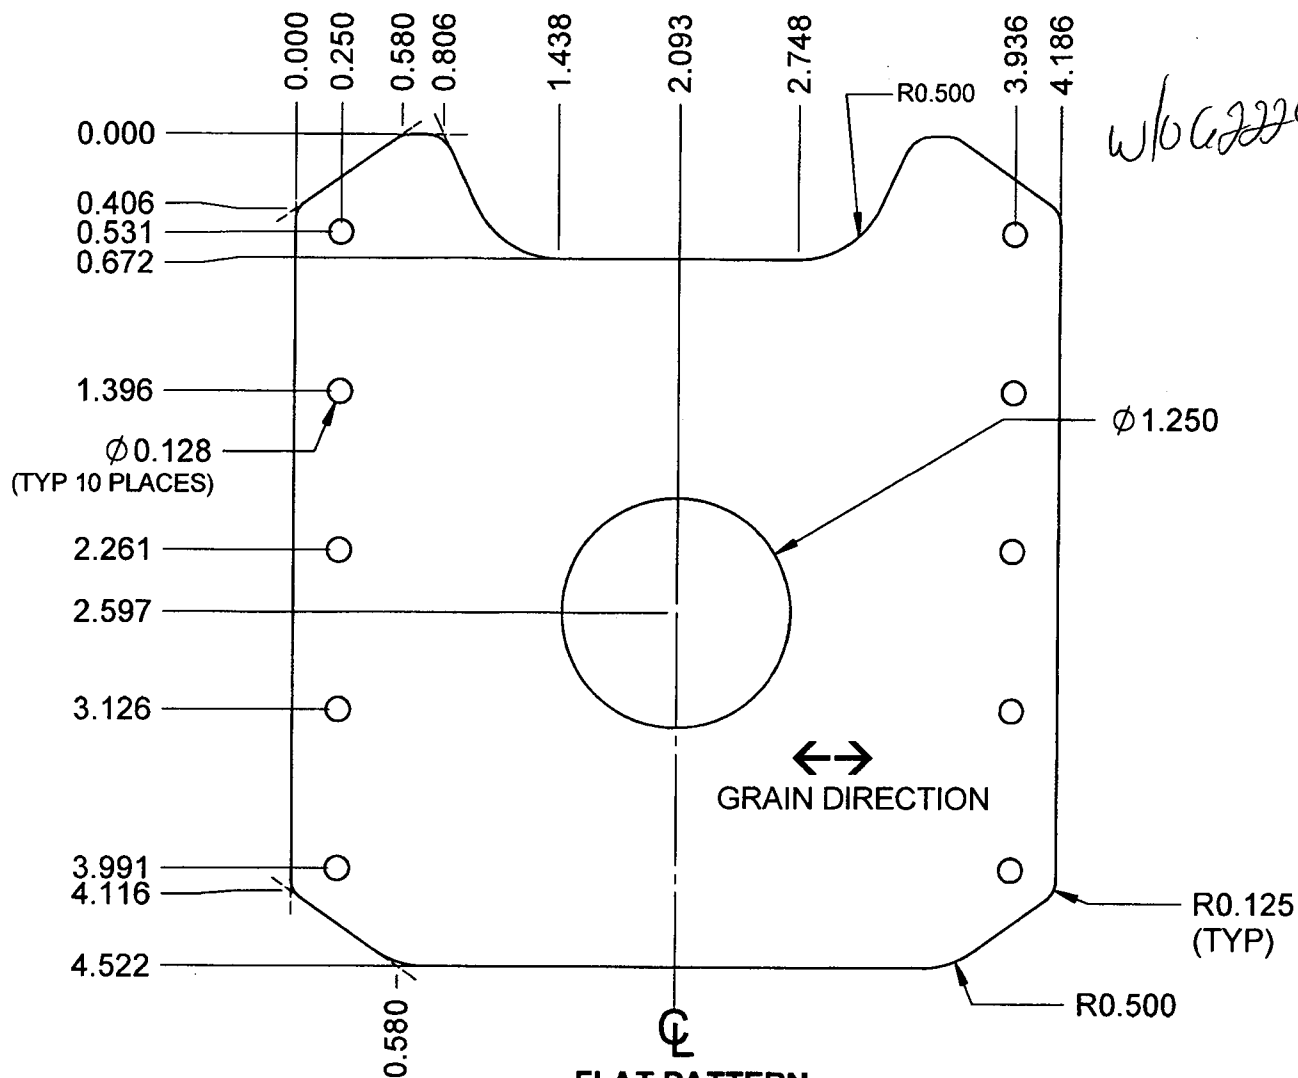 0.000
0.250
0.580
0.806
1.438
2.093
2.748
3.936
4.186
R0.500
0.000
0.406
0.531
0.672
1.396
Ø0.128
(TYP 10 PLACES)
Ø1.250
2.261
2.597
3.126
GRAIN DIRECTION
3.991
4.116
R0.125
(TYP)
4.522
0.580
R0.500
℄
FLAT PATTERN